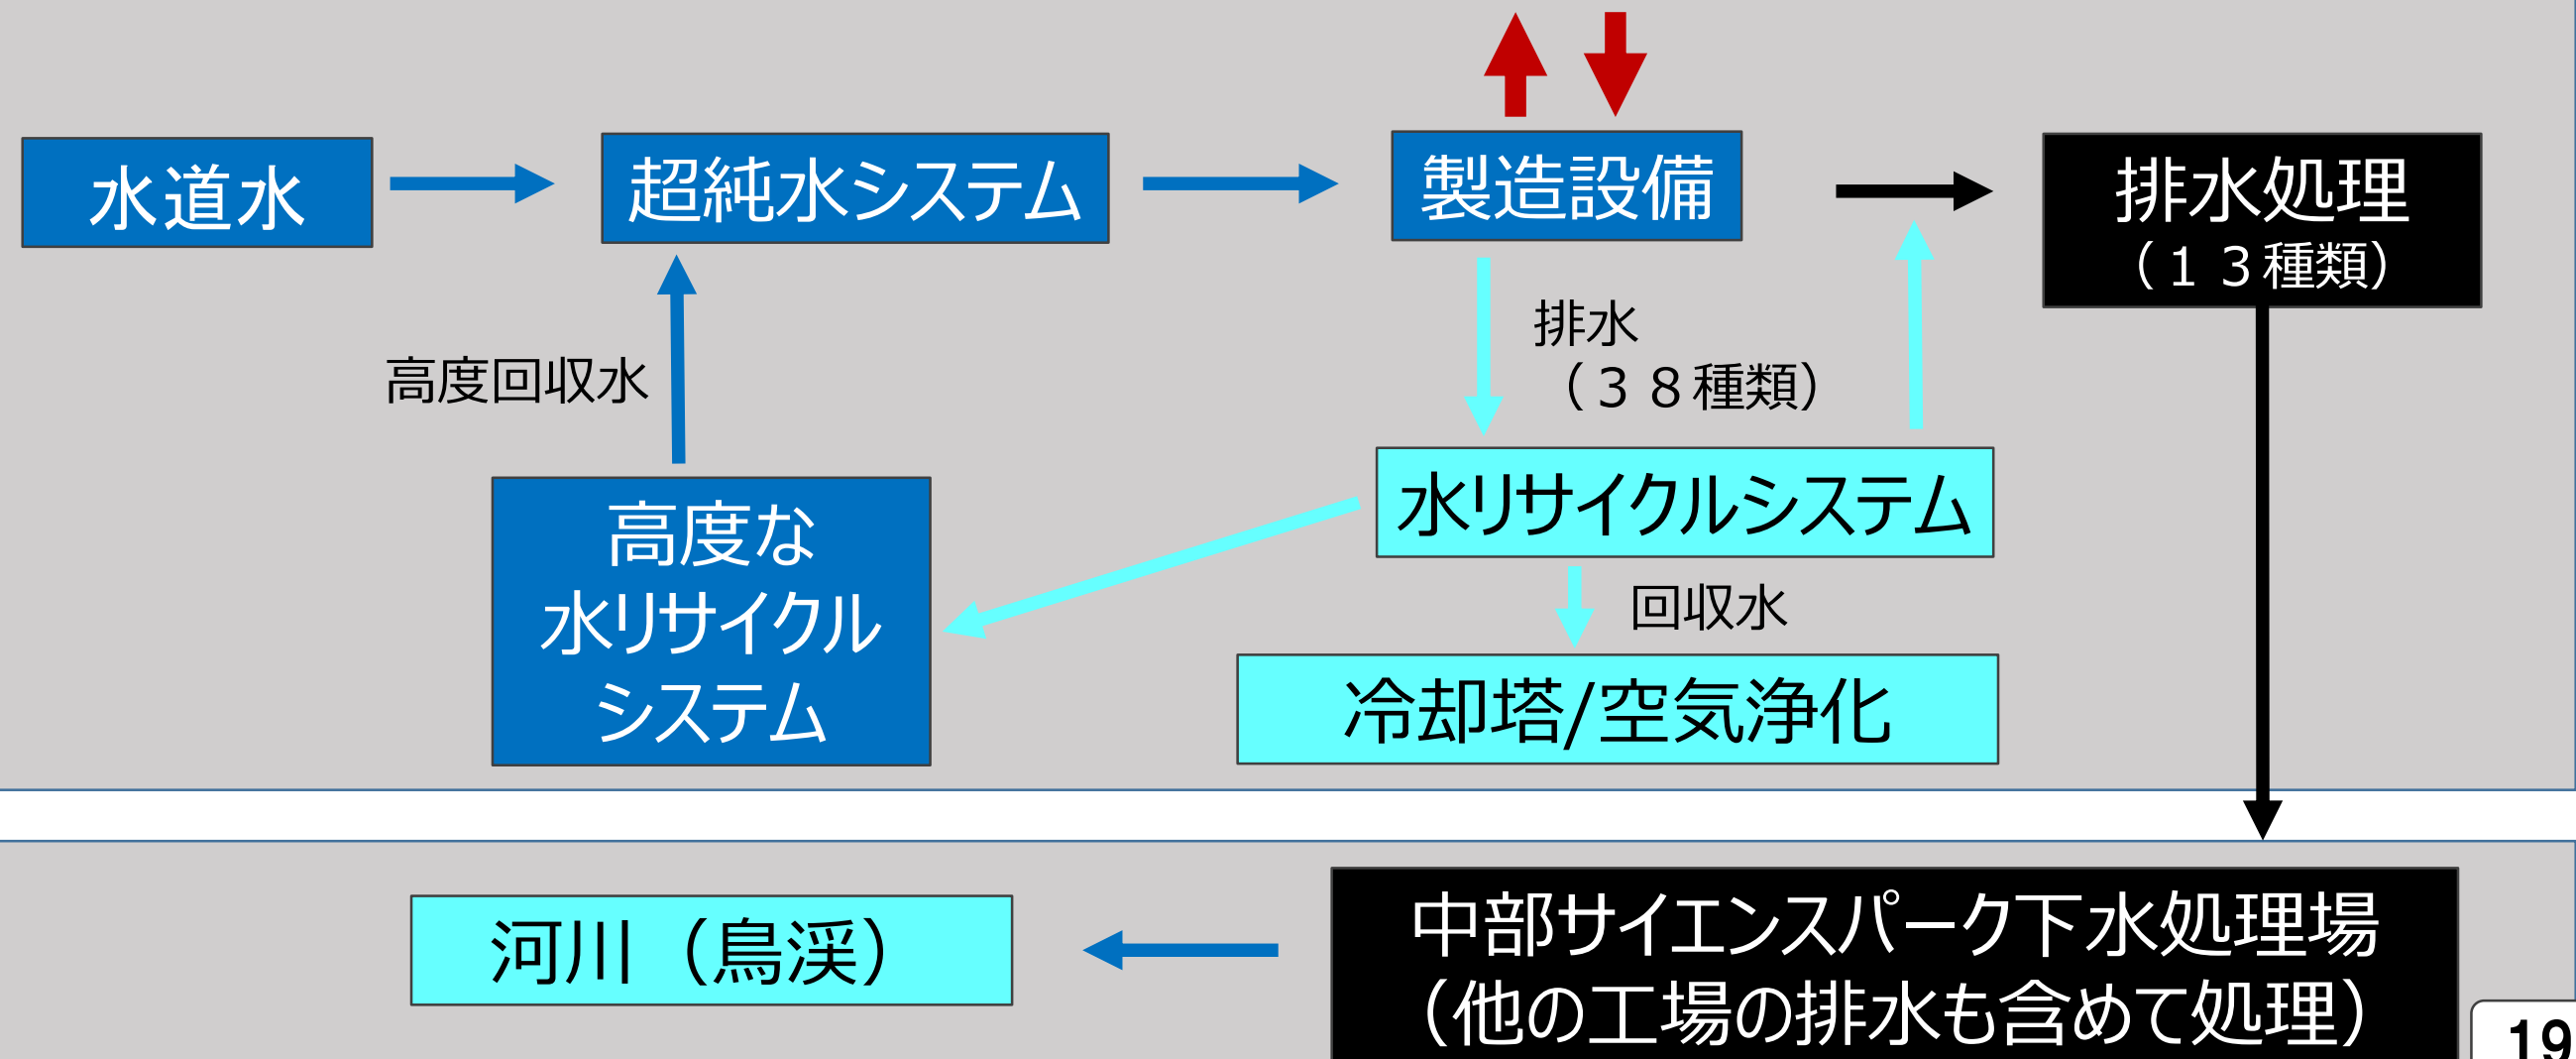 水道水
超純水システム
製造設備
排水処理
（１３種類）
排水
（３８種類）
高度回収水
高度な
水リサイクル
システム
水リサイクルシステム
回収水
冷却塔/空気浄化
河川（烏渓）
中部サイエンスパーク下水処理場
（他の工場の排水も含めて処理）
19